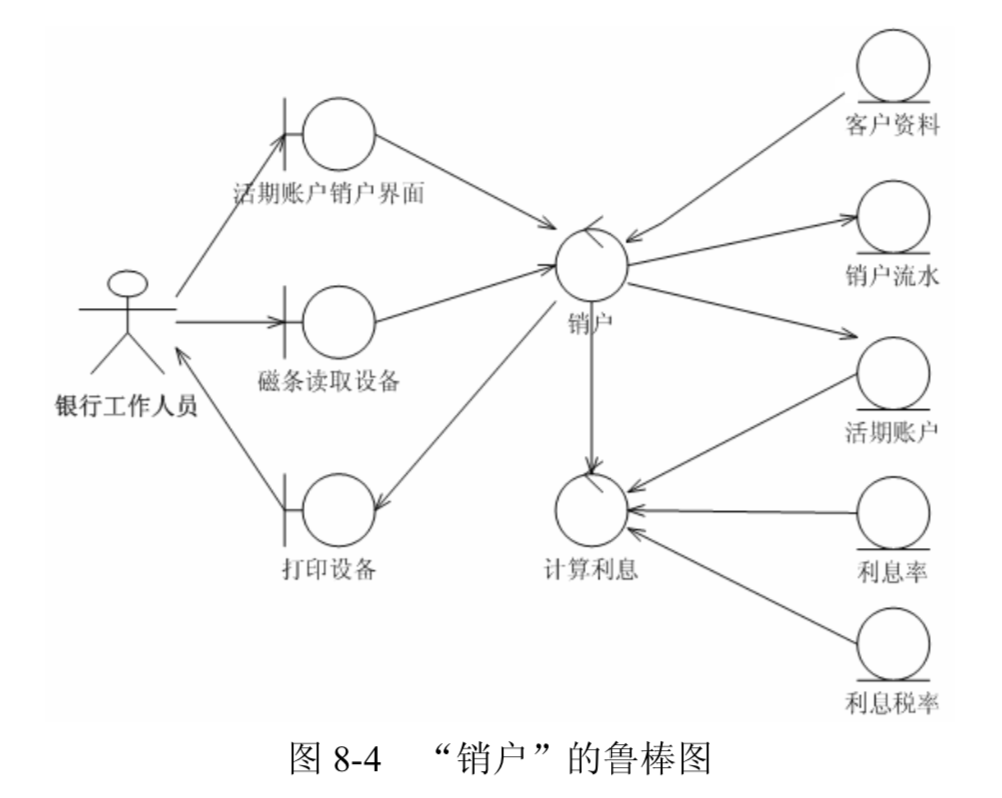 客户资料
活期账户销户界面
销户流水
销户
磁条读取设备
银行工作人员
活期账户
打印设备
计算利息
利息率
利息税率
图 8-4 “销户”的鲁棒图